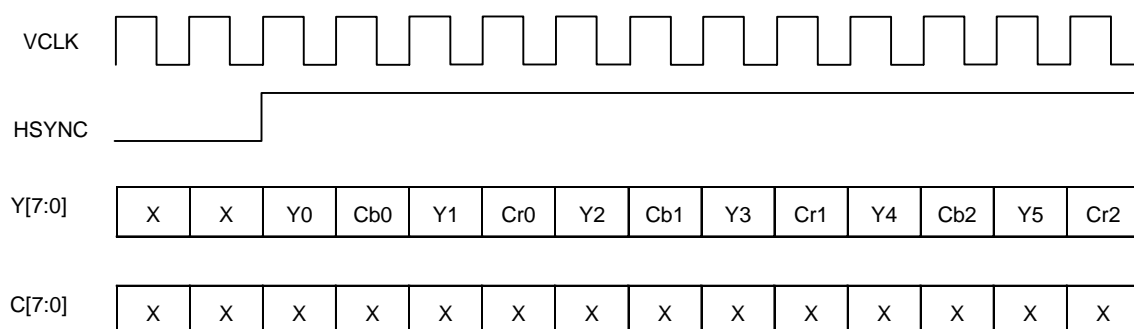 VCLK
HSYNC
Y[7:0] X X Y0 Cb0 Y1 Cr0 Y2 Cb1 Y3 Cr1 Y4 Cb2 Y5 Cr2
C[7:0] X X X X X X X X X X X X X X